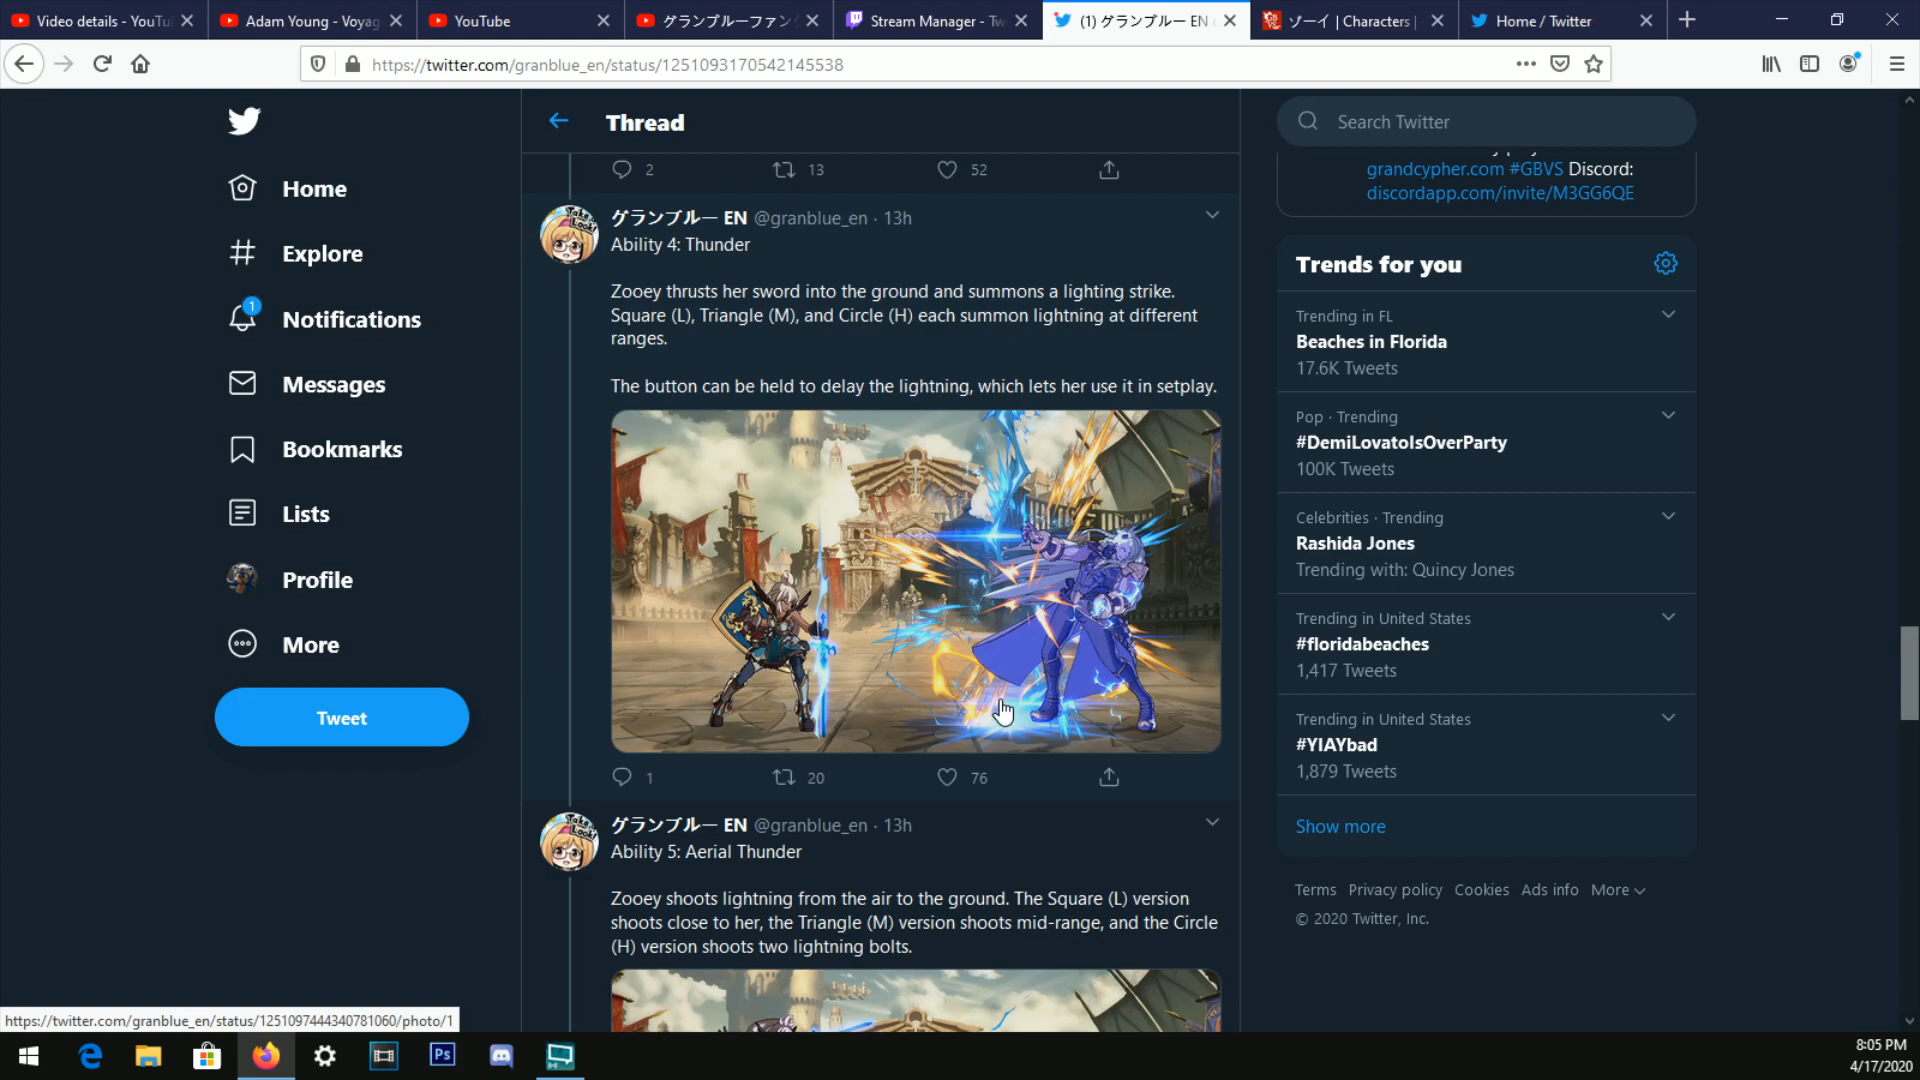 Video details - YouTu
Adam Young - Voyag
YouTube
グランブルーファン
Stream Manager - Tw
(1) グランブルー EN
ゾーイ | Characters |
Home / Twitter
https://twitter.com/granblue_en/status/1251093170542145538
Thread
Search Twitter
Home
Explore
1
Notifications
Messages
Bookmarks
Lists
Profile
More
Tweet
2
13
52
グランブルー EN @granblue_en · 13h
Ability 4: Thunder
Zooey thrusts her sword into the ground and summons a lighting strike.
Square (L), Triangle (M), and Circle (H) each summon lightning at different
ranges.
The button can be held to delay the lightning, which lets her use it in setplay.
1
20
76
グランブルー EN @granblue_en · 13h
Ability 5: Aerial Thunder
Zooey shoots lightning from the air to the ground. The Square (L) version
shoots close to her, the Triangle (M) version shoots mid-range, and the Circle
(H) version shoots two lightning bolts.
grandcypher.com #GBVS Discord:
discordapp.com/invite/M3GG6QE
Trends for you
Trending in FL
Beaches in Florida
17.6K Tweets
Pop · Trending
#DemiLovatoIsOverParty
100K Tweets
Celebrities · Trending
Rashida Jones
Trending with: Quincy Jones
Trending in United States
#floridabeaches
1,417 Tweets
Trending in United States
#YIAYbad
1,879 Tweets
Show more
Terms Privacy policy Cookies Ads info More
© 2020 Twitter, Inc.
https://twitter.com/granblue_en/status/1251097444340781060/photo/1
Ps
8:05 PM
4/17/2020